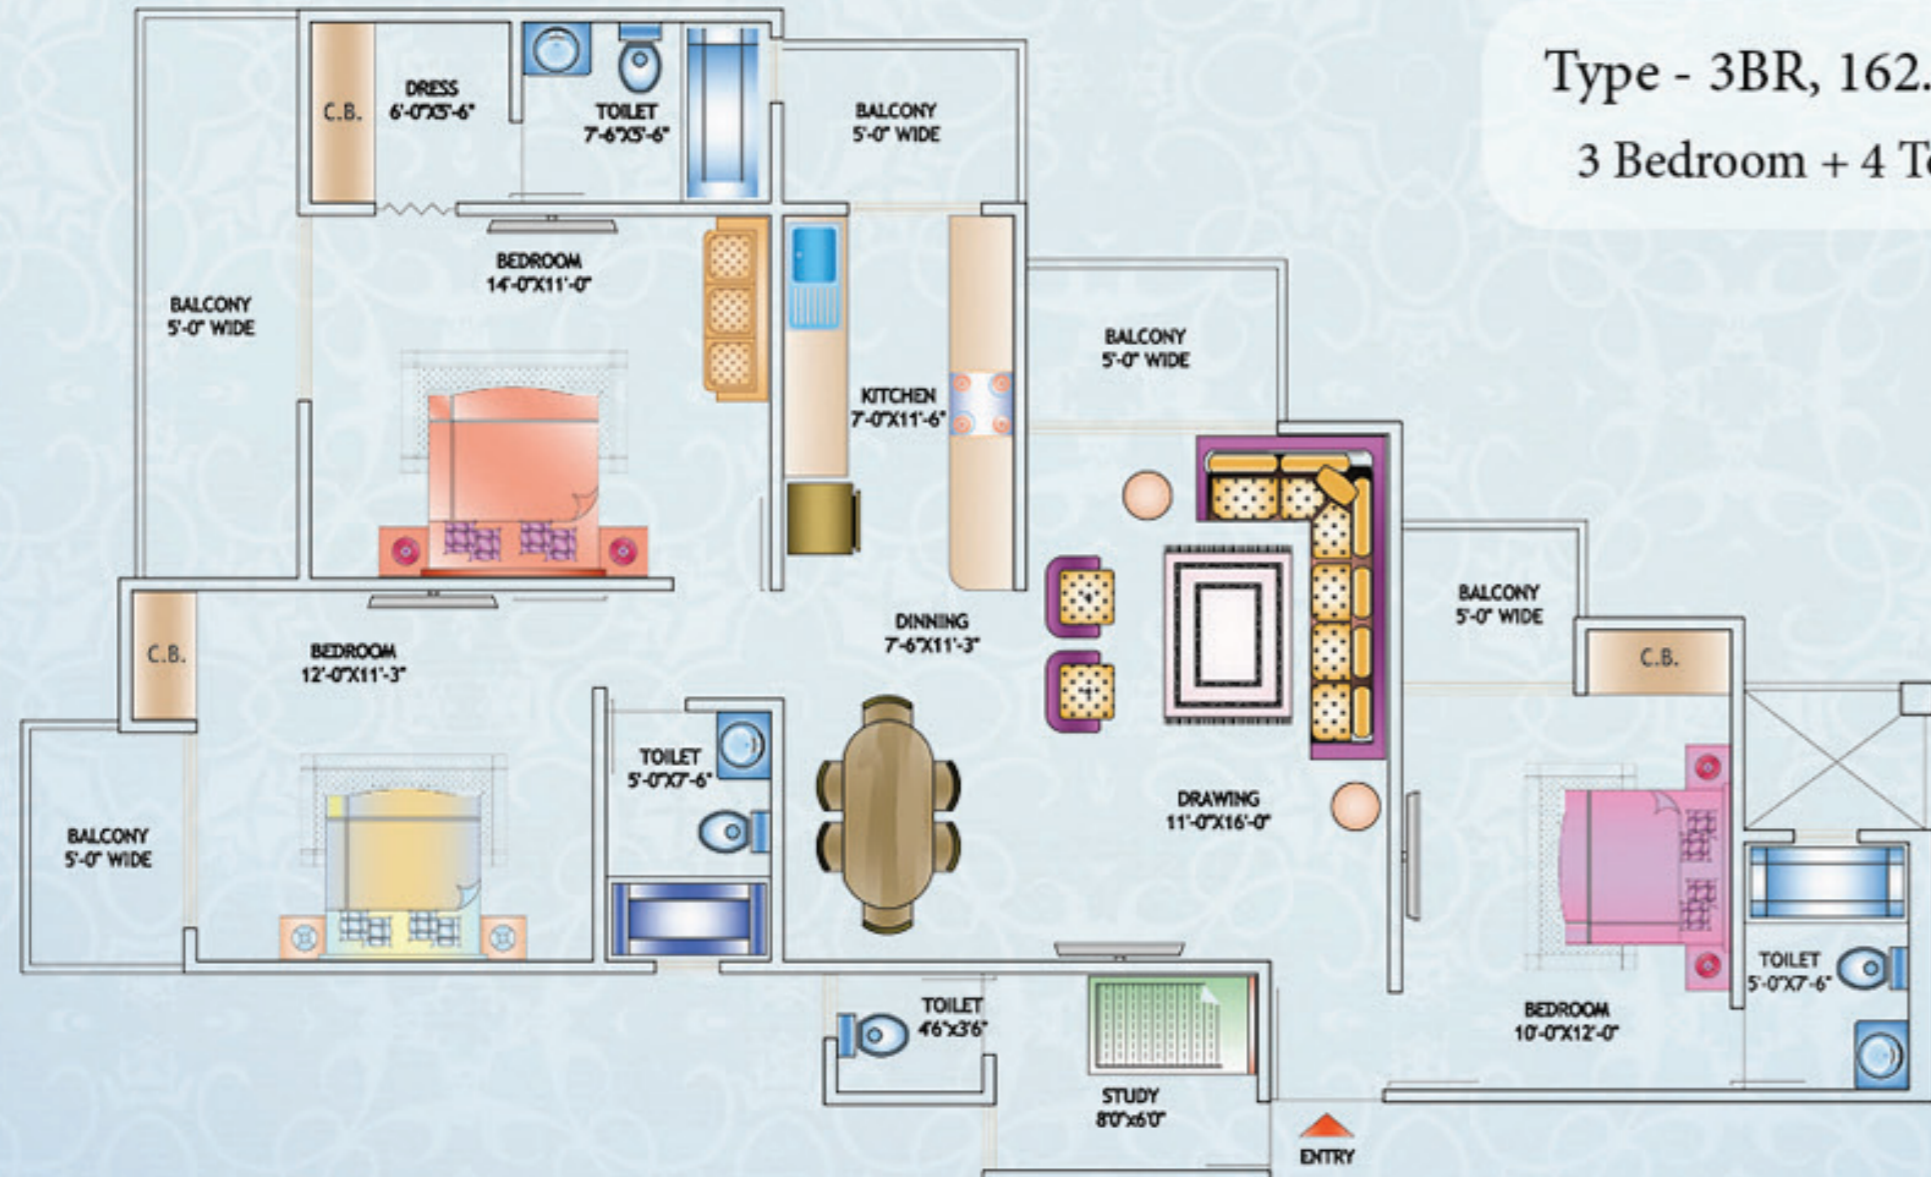 Type - 3BR, 162.
3 Bedroom + 4
C.B.
DRESS
6'-0"X5'-6"
TOILET
7'-6"X5'-6"
BALCONY
5'-0" WIDE
BEDROOM
14'-0"X11'-0"
BALCONY
5'-0" WIDE
BALCONY
5'-0" WIDE
KITCHEN
7'-0"X11'-6"
BALCONY
5'-0" WIDE
DINNING
7'-6"X11'-3"
C.B.
BEDROOM
12'-0"X11'-3"
C.B.
TOILET
5'-0"X7'-6"
DRAWING
11'-0"X16'-0"
BALCONY
5'-0" WIDE
TOILET
5'-0"X7'-6"
TOILET
4'6"x3'6"
BEDROOM
10'-0"X12'-0"
STUDY
8'0"x6'0"
ENTRY